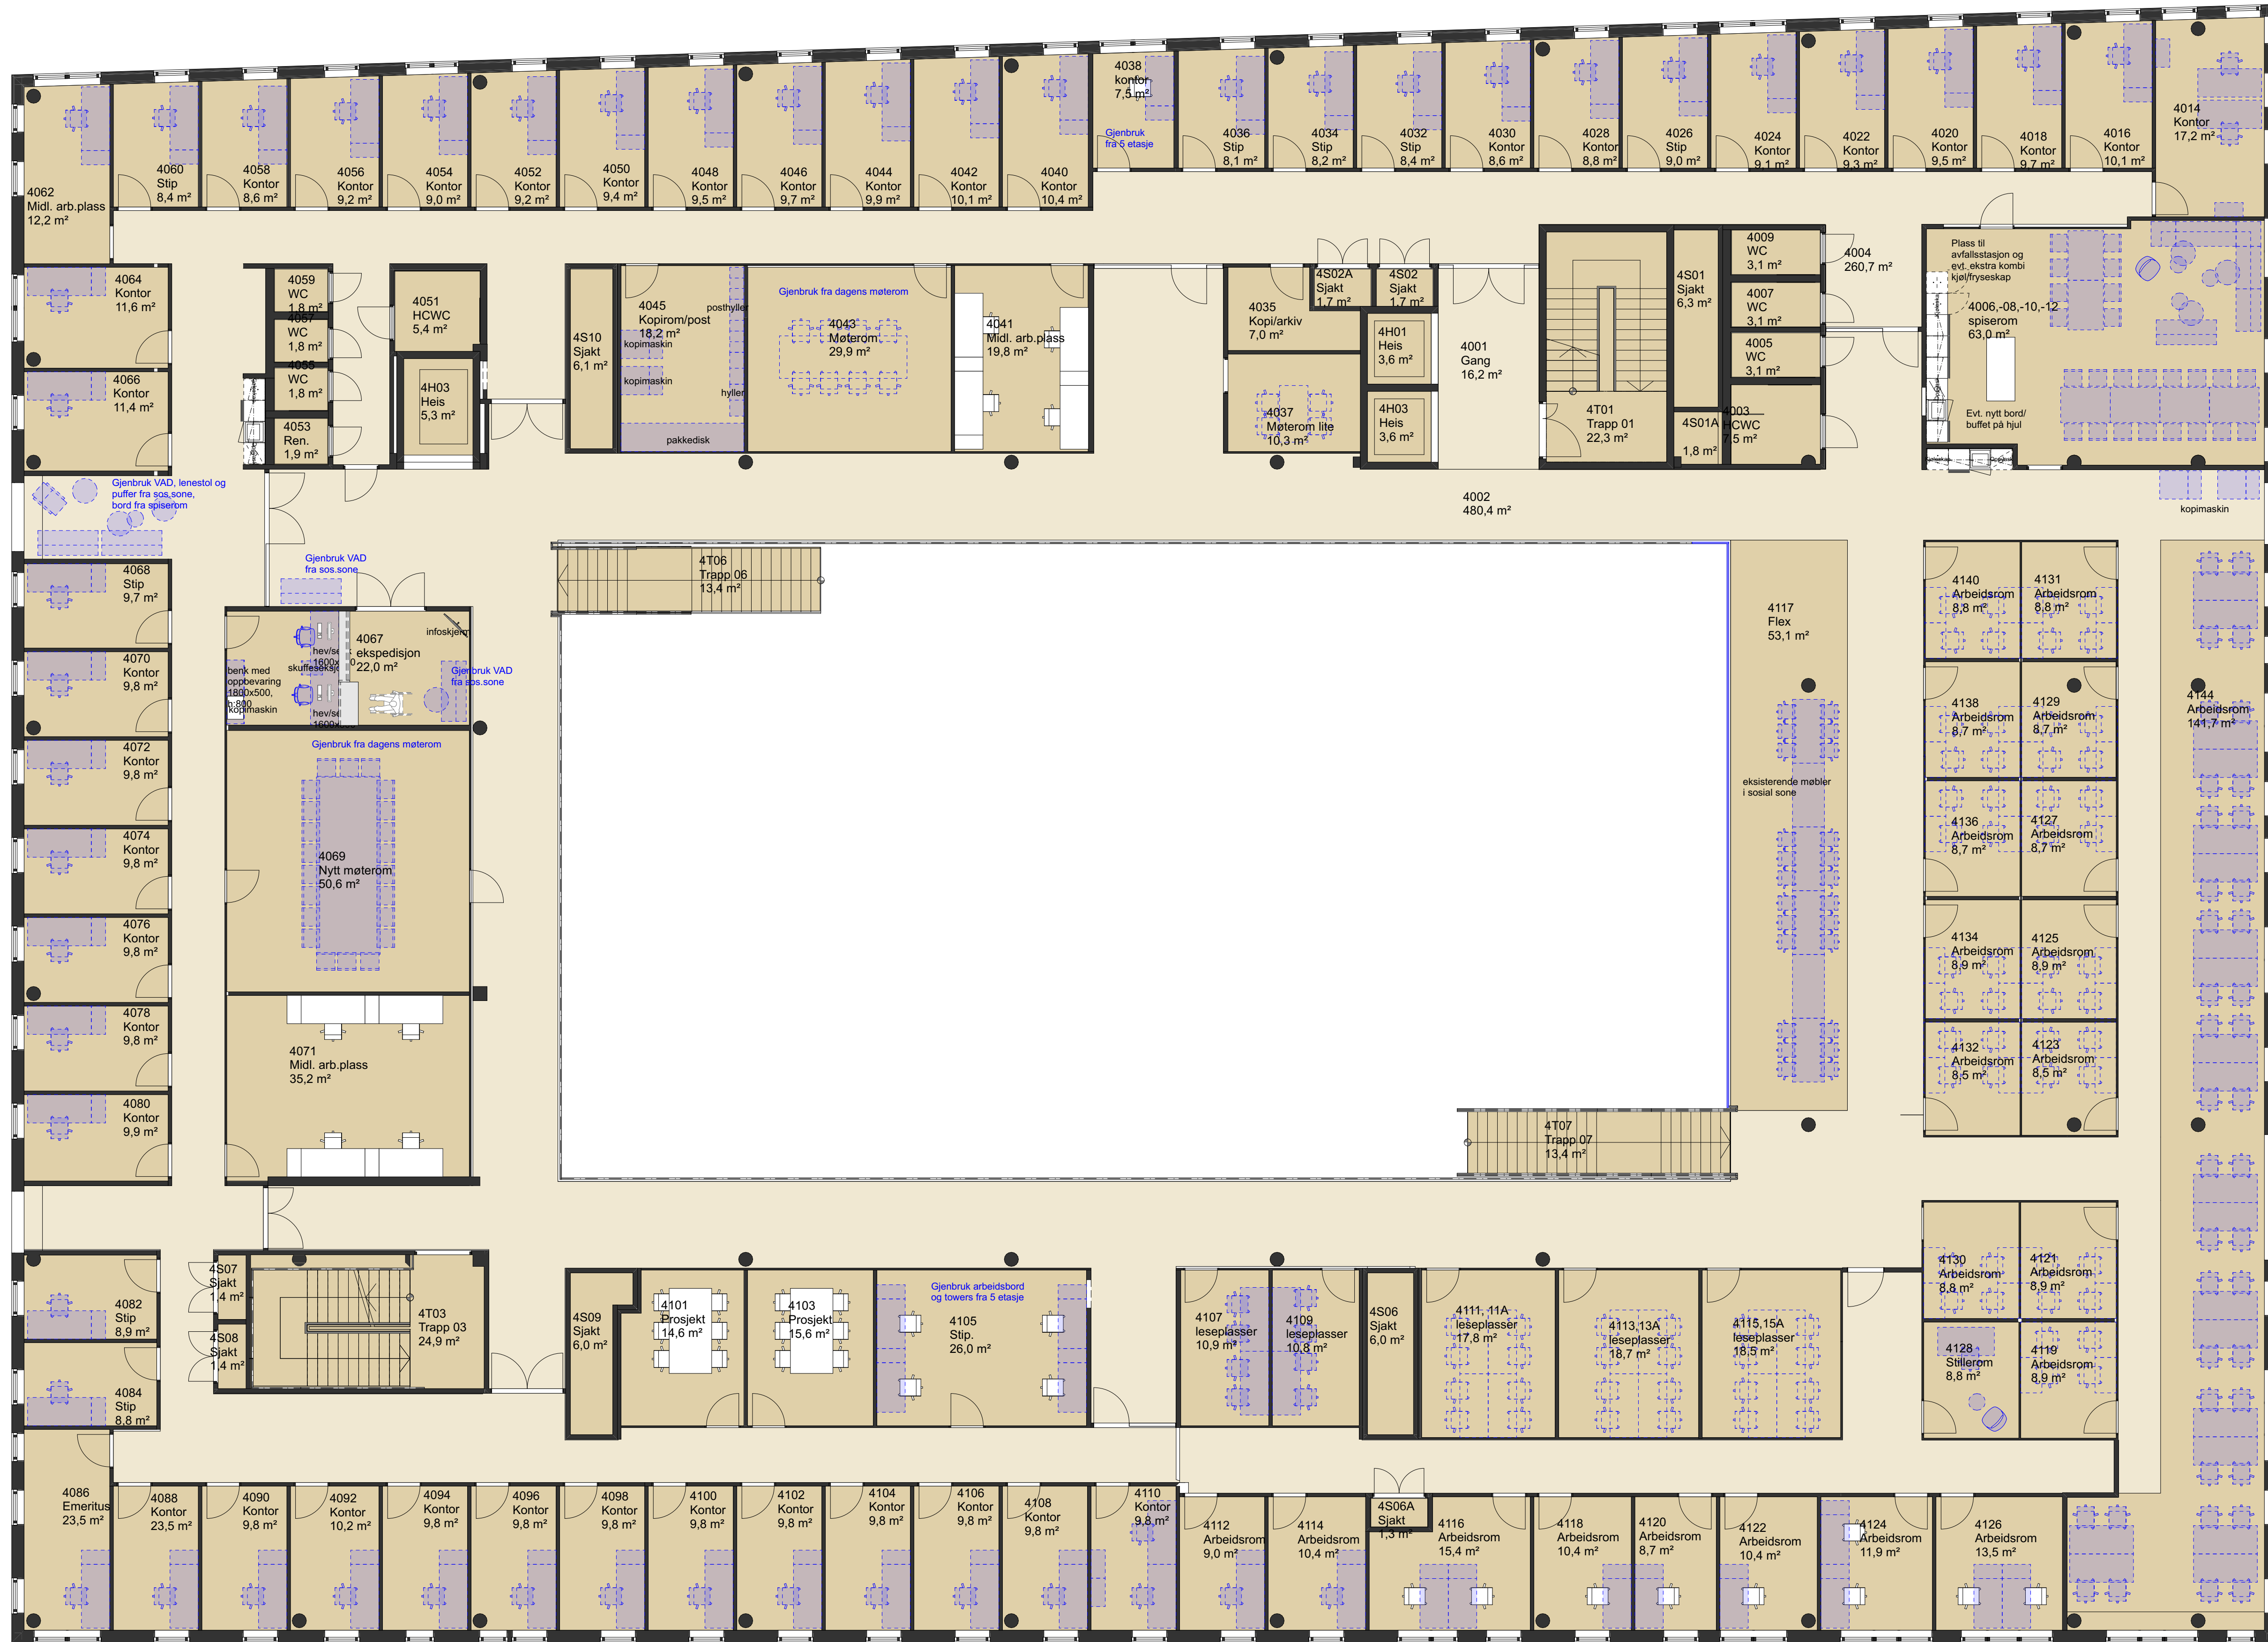 4038
kontor
7,5 m²
Gjenbruk
fra 5 etasje
4062
Midl. arb.plass
12,2 m²
4060
Stip
8,4 m²
4058
Kontor
8,6 m²
4056
Kontor
9,2 m²
4054
Kontor
9,0 m²
4052
Kontor
9,2 m²
4050
Kontor
9,4 m²
4048
Kontor
9,5 m²
4046
Kontor
9,7 m²
4044
Kontor
9,9 m²
4042
Kontor
10,1 m²
4040
Kontor
10,4 m²
4036
Stip
8,1 m²
4034
Stip
8,2 m²
4032
Stip
8,4 m²
4030
Kontor
8,6 m²
4028
Kontor
8,8 m²
4026
Stip
9,0 m²
4024
Kontor
9,1 m²
4022
Kontor
9,3 m²
4020
Kontor
9,5 m²
4018
Kontor
9,7 m²
4016
Kontor
10,1 m²
4014
Kontor
17,2 m²
4064
Kontor
11,6 m²
4066
Kontor
11,4 m²
4059
WC
1,8 m²
4057
WC
1,8 m²
4055
WC
1,8 m²
4053
Ren.
1,9 m²
4051
HCWC
5,4 m²
4H03
Heis
5,3 m²
4S10
Sjakt
6,1 m²
4045
Kopirom/post
18,2 m²
kopimaskin
kopimaskin
posthyller
hyller
pakkedisk
Gjenbruk fra dagens møterom
4043
Møterom
29,9 m²
4041
Midl. arb.plass
19,8 m²
4035
Kopi/arkiv
7,0 m²
4037
Møterom lite
10,3 m²
4S02A
Sjakt
1,7 m²
4S02
Sjakt
1,7 m²
4H01
Heis
3,6 m²
4H03
Heis
3,6 m²
4001
Gang
16,2 m²
4T01
Trapp 01
22,3 m²
4S01
Sjakt
6,3 m²
4S01A
1,8 m²
4009
WC
3,1 m²
4007
WC
3,1 m²
4005
WC
3,1 m²
4003
HCWC
7,5 m²
4004
260,7 m²
Plass til
avfallsstasjon og
evt. ekstra kombi
kjøl/fryseskap
4006,-08,-10,-12
spiserom
63,0 m²
Evt. nytt bord/
buffet på hjul
kopimaskin
4002
480,4 m²
Gjenbruk VAD, lenestol og
puffer fra sos.sone,
bord fra spiserom
Gjenbruk VAD
fra sos.sone
4068
Stip
9,7 m²
4070
Kontor
9,8 m²
4072
Kontor
9,8 m²
4074
Kontor
9,8 m²
4076
Kontor
9,8 m²
4078
Kontor
9,8 m²
4080
Kontor
9,9 m²
4067
ekspedisjon
22,0 m²
infoskjerm
benk med
oppbevaring
1800x500,
h:800
kopimaskin
Gjenbruk VAD
fra sos.sone
Gjenbruk fra dagens møterom
4069
Nytt møterom
50,6 m²
4071
Midl. arb.plass
35,2 m²
4T06
Trapp 06
13,4 m²
4T07
Trapp 07
13,4 m²
4117
Flex
53,1 m²
eksisterende møbler
i sosial sone
4140
Arbeidsrom
8,8 m²
4131
Arbeidsrom
8,8 m²
4138
Arbeidsrom
8,7 m²
4129
Arbeidsrom
8,7 m²
4136
Arbeidsrom
8,7 m²
4127
Arbeidsrom
8,7 m²
4134
Arbeidsrom
8,9 m²
4125
Arbeidsrom
8,9 m²
4132
Arbeidsrom
8,5 m²
4123
Arbeidsrom
8,5 m²
4144
Arbeidsrom
141,7 m²
4130
Arbeidsrom
8,8 m²
4121
Arbeidsrom
8,9 m²
4128
Stillerom
8,8 m²
4119
Arbeidsrom
8,9 m²
4082
Stip
8,9 m²
4084
Stip
8,8 m²
4S07
Sjakt
1,4 m²
4S08
Sjakt
1,4 m²
4T03
Trapp 03
24,9 m²
4S09
Sjakt
6,0 m²
4101
Prosjekt
14,6 m²
4103
Prosjekt
15,6 m²
Gjenbruk arbeidsbord
og towers fra 5 etasje
4105
Stip.
26,0 m²
4107
leseplasser
10,9 m²
4109
leseplasser
10,8 m²
4S06
Sjakt
6,0 m²
4111, 11A
leseplasser
17,8 m²
4113,13A
leseplasser
18,7 m²
4115,15A
leseplasser
18,5 m²
4086
Emeritus
23,5 m²
4088
Kontor
23,5 m²
4090
Kontor
9,8 m²
4092
Kontor
10,2 m²
4094
Kontor
9,8 m²
4096
Kontor
9,8 m²
4098
Kontor
9,8 m²
4100
Kontor
9,8 m²
4102
Kontor
9,8 m²
4104
Kontor
9,8 m²
4106
Kontor
9,8 m²
4108
Kontor
9,8 m²
4110
Kontor
9,8 m²
4112
Arbeidsrom
9,0 m²
4114
Arbeidsrom
10,4 m²
4S06A
Sjakt
1,3 m²
4116
Arbeidsrom
15,4 m²
4118
Arbeidsrom
10,4 m²
4120
Arbeidsrom
8,7 m²
4122
Arbeidsrom
10,4 m²
4124
Arbeidsrom
11,9 m²
4126
Arbeidsrom
13,5 m²